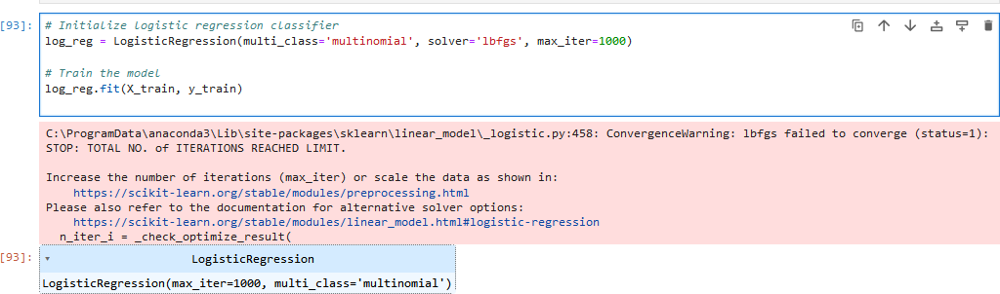 [93]:
# Initialize logistic regression classifier
log_reg = LogisticRegression(multi_class='multinomial', solver='lbfgs', max_iter=1000)
# Train the model
log_reg.fit(X_train, y_train)
C:\ProgramData\anaconda3\Lib\site-packages\sklearn\linear_model\_logistic.py:458: ConvergenceWarning: lbfgs failed to converge (status=1):
STOP: TOTAL NO. of ITERATIONS REACHED LIMIT.
Increase the number of iterations (max_iter) or scale the data as shown in:
https://scikit-learn.org/stable/modules/preprocessing.html
Please also refer to the documentation for alternative solver options:
https://scikit-learn.org/stable/modules/linear_model.html#logistic-regression
n_iter_i = _check_optimize_result(
[93]:
LogisticRegression
LogisticRegression(max_iter=1000, multi_class='multinomial')